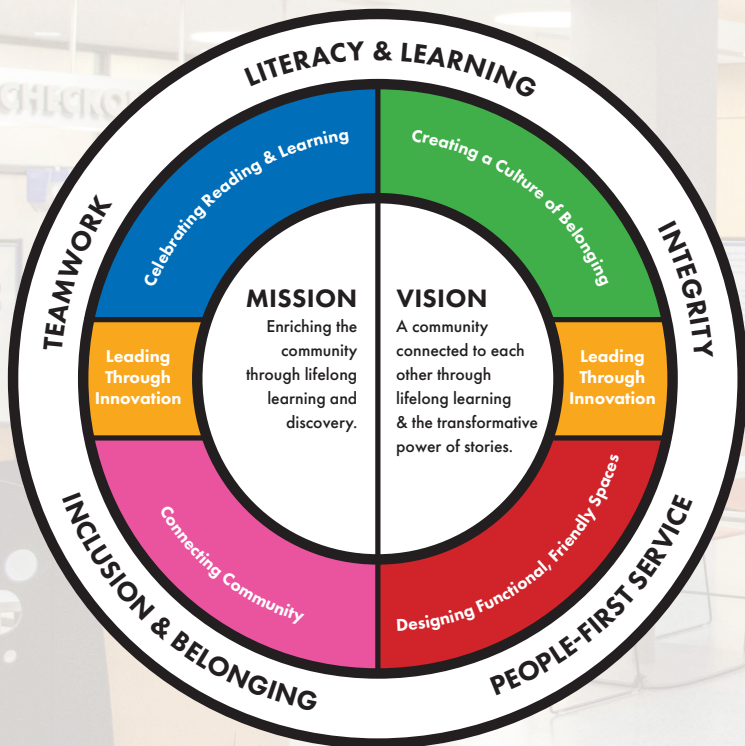 LITERACY & LEARNING
TEAMWORK
INTEGRITY
INCLUSION & BELONGING
PEOPLE-FIRST SERVICE
Celebrating Reading & Learning
Creating a Culture of Belonging
Leading
Through
Innovation
Leading
Through
Innovation
Connecting Community
Designing Functional, Friendly Spaces
MISSION
Enriching the
community
through lifelong
learning and
discovery.
VISION
A community
connected to each
other through
lifelong learning
& the transformative
power of stories.